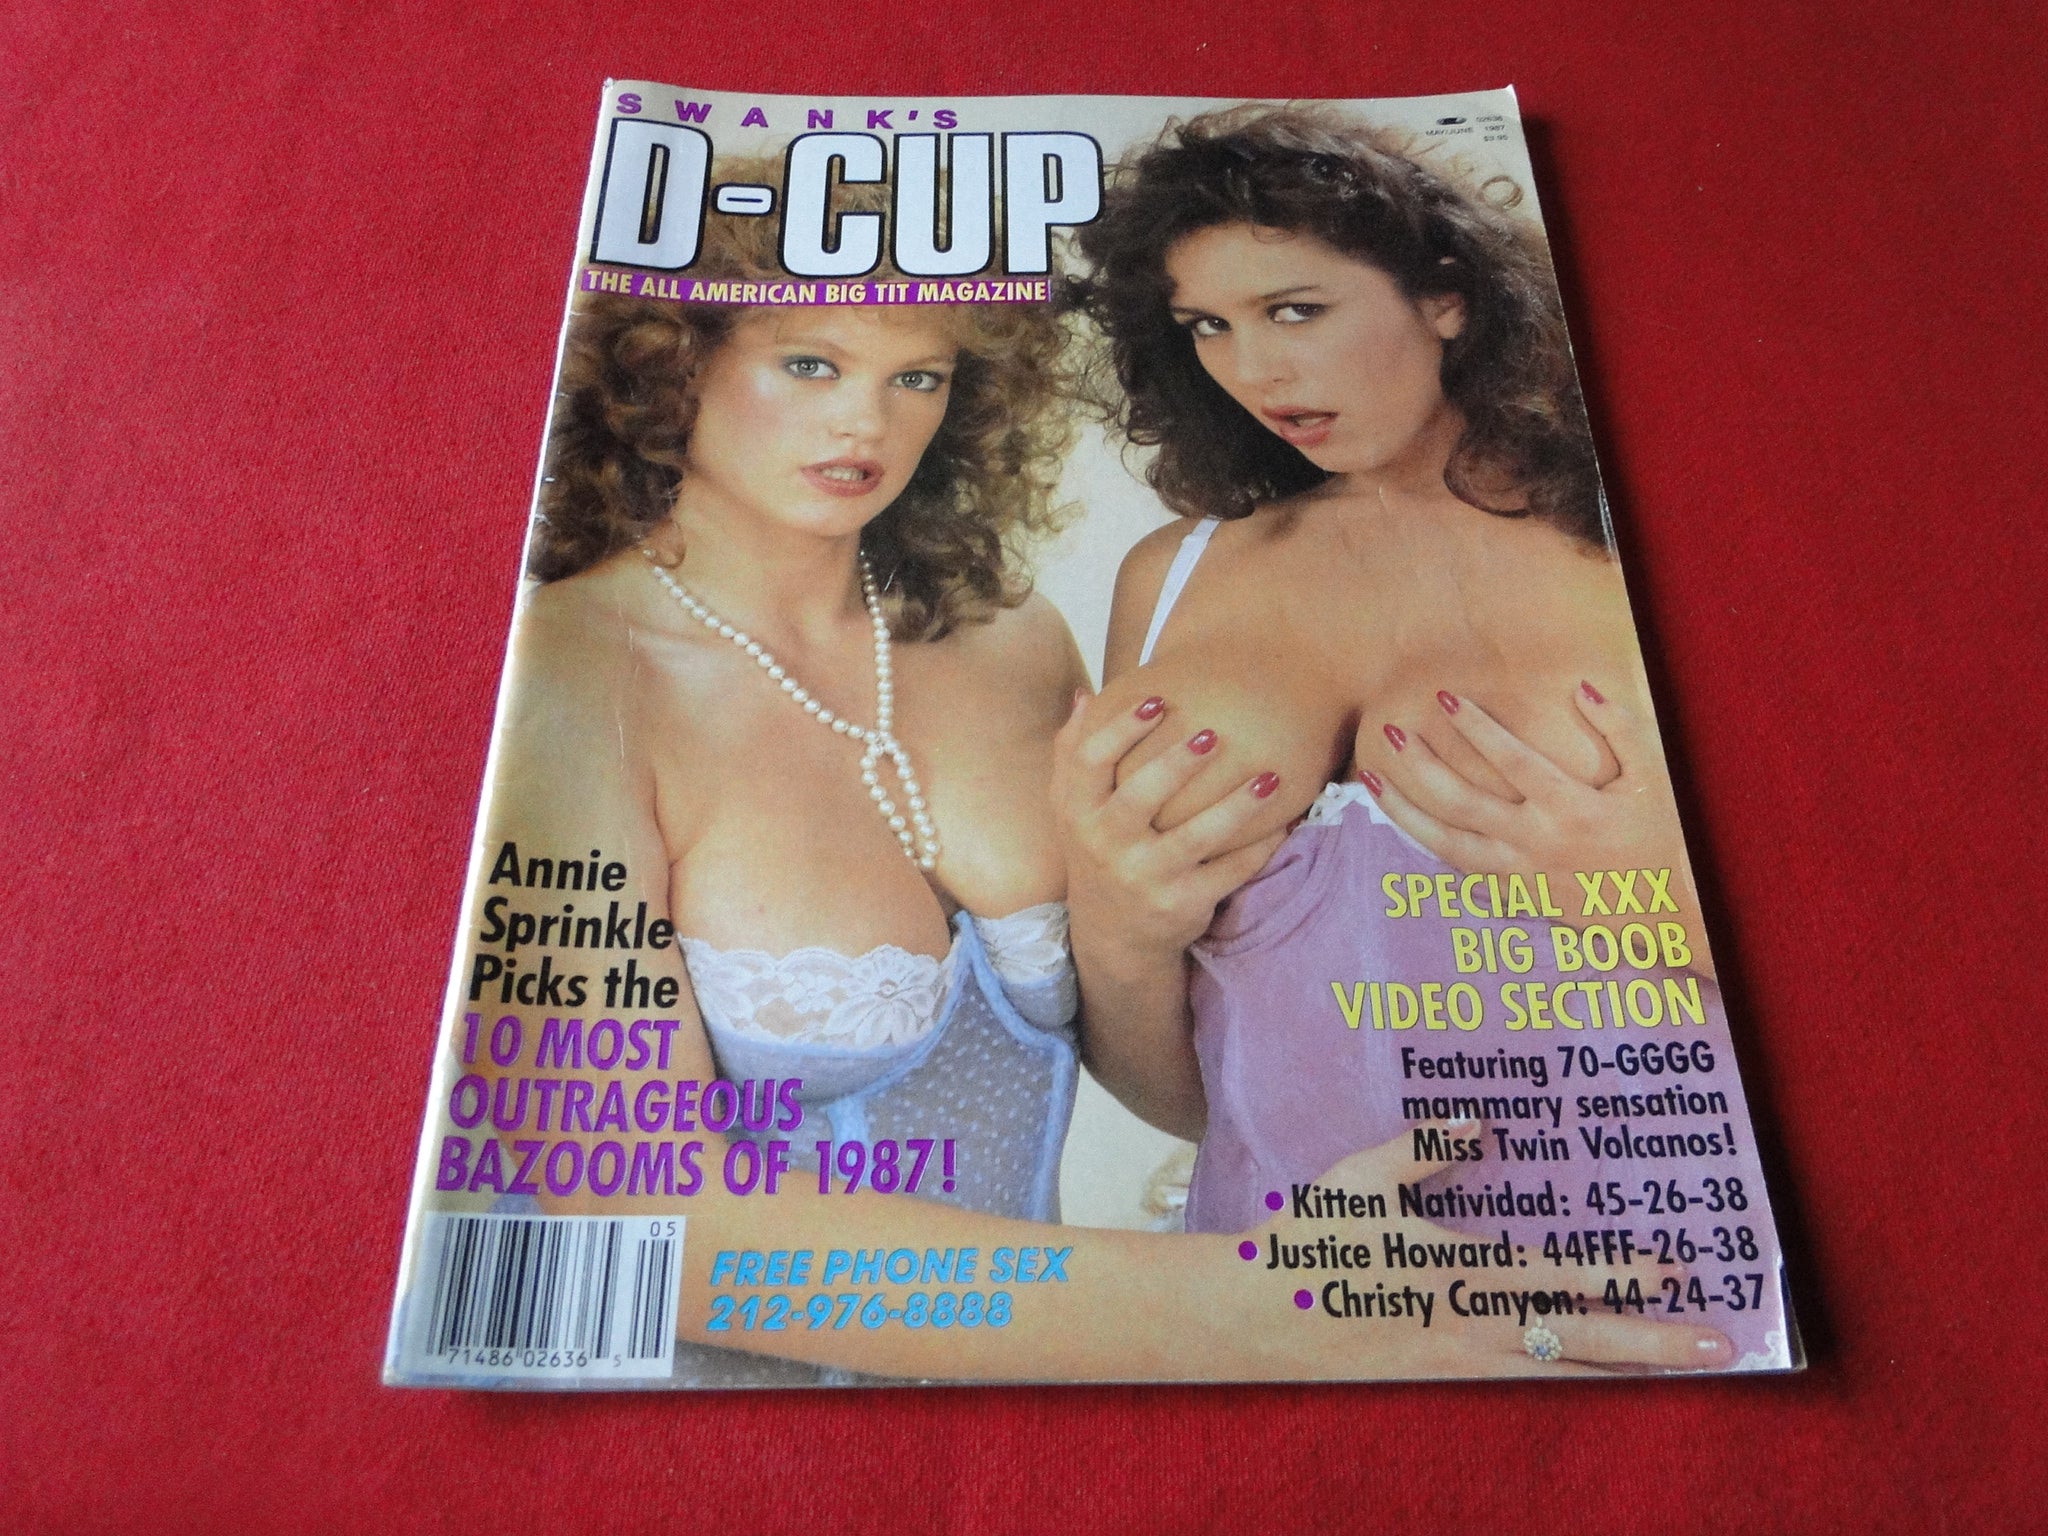 SWANK'S
D-CUP
THE ALL AMERICAN BIG TIT MAGAZINE
02636
MAY/JUNE 1987
$3.95
Annie
Sprinkle
Picks the
10 MOST
OUTRAGEOUS
BAZOOMS OF 1987!
SPECIAL XXX
BIG BOOB
VIDEO SECTION
Featuring 70-GGGG
mammary sensation
Miss Twin Volcanos!
• Kitten Natividad: 45-26-38
• Justice Howard: 44FFF-26-38
• Christy Canyon: 44-24-37
FREE PHONE SEX
212-976-8888
05
71486 02636 5